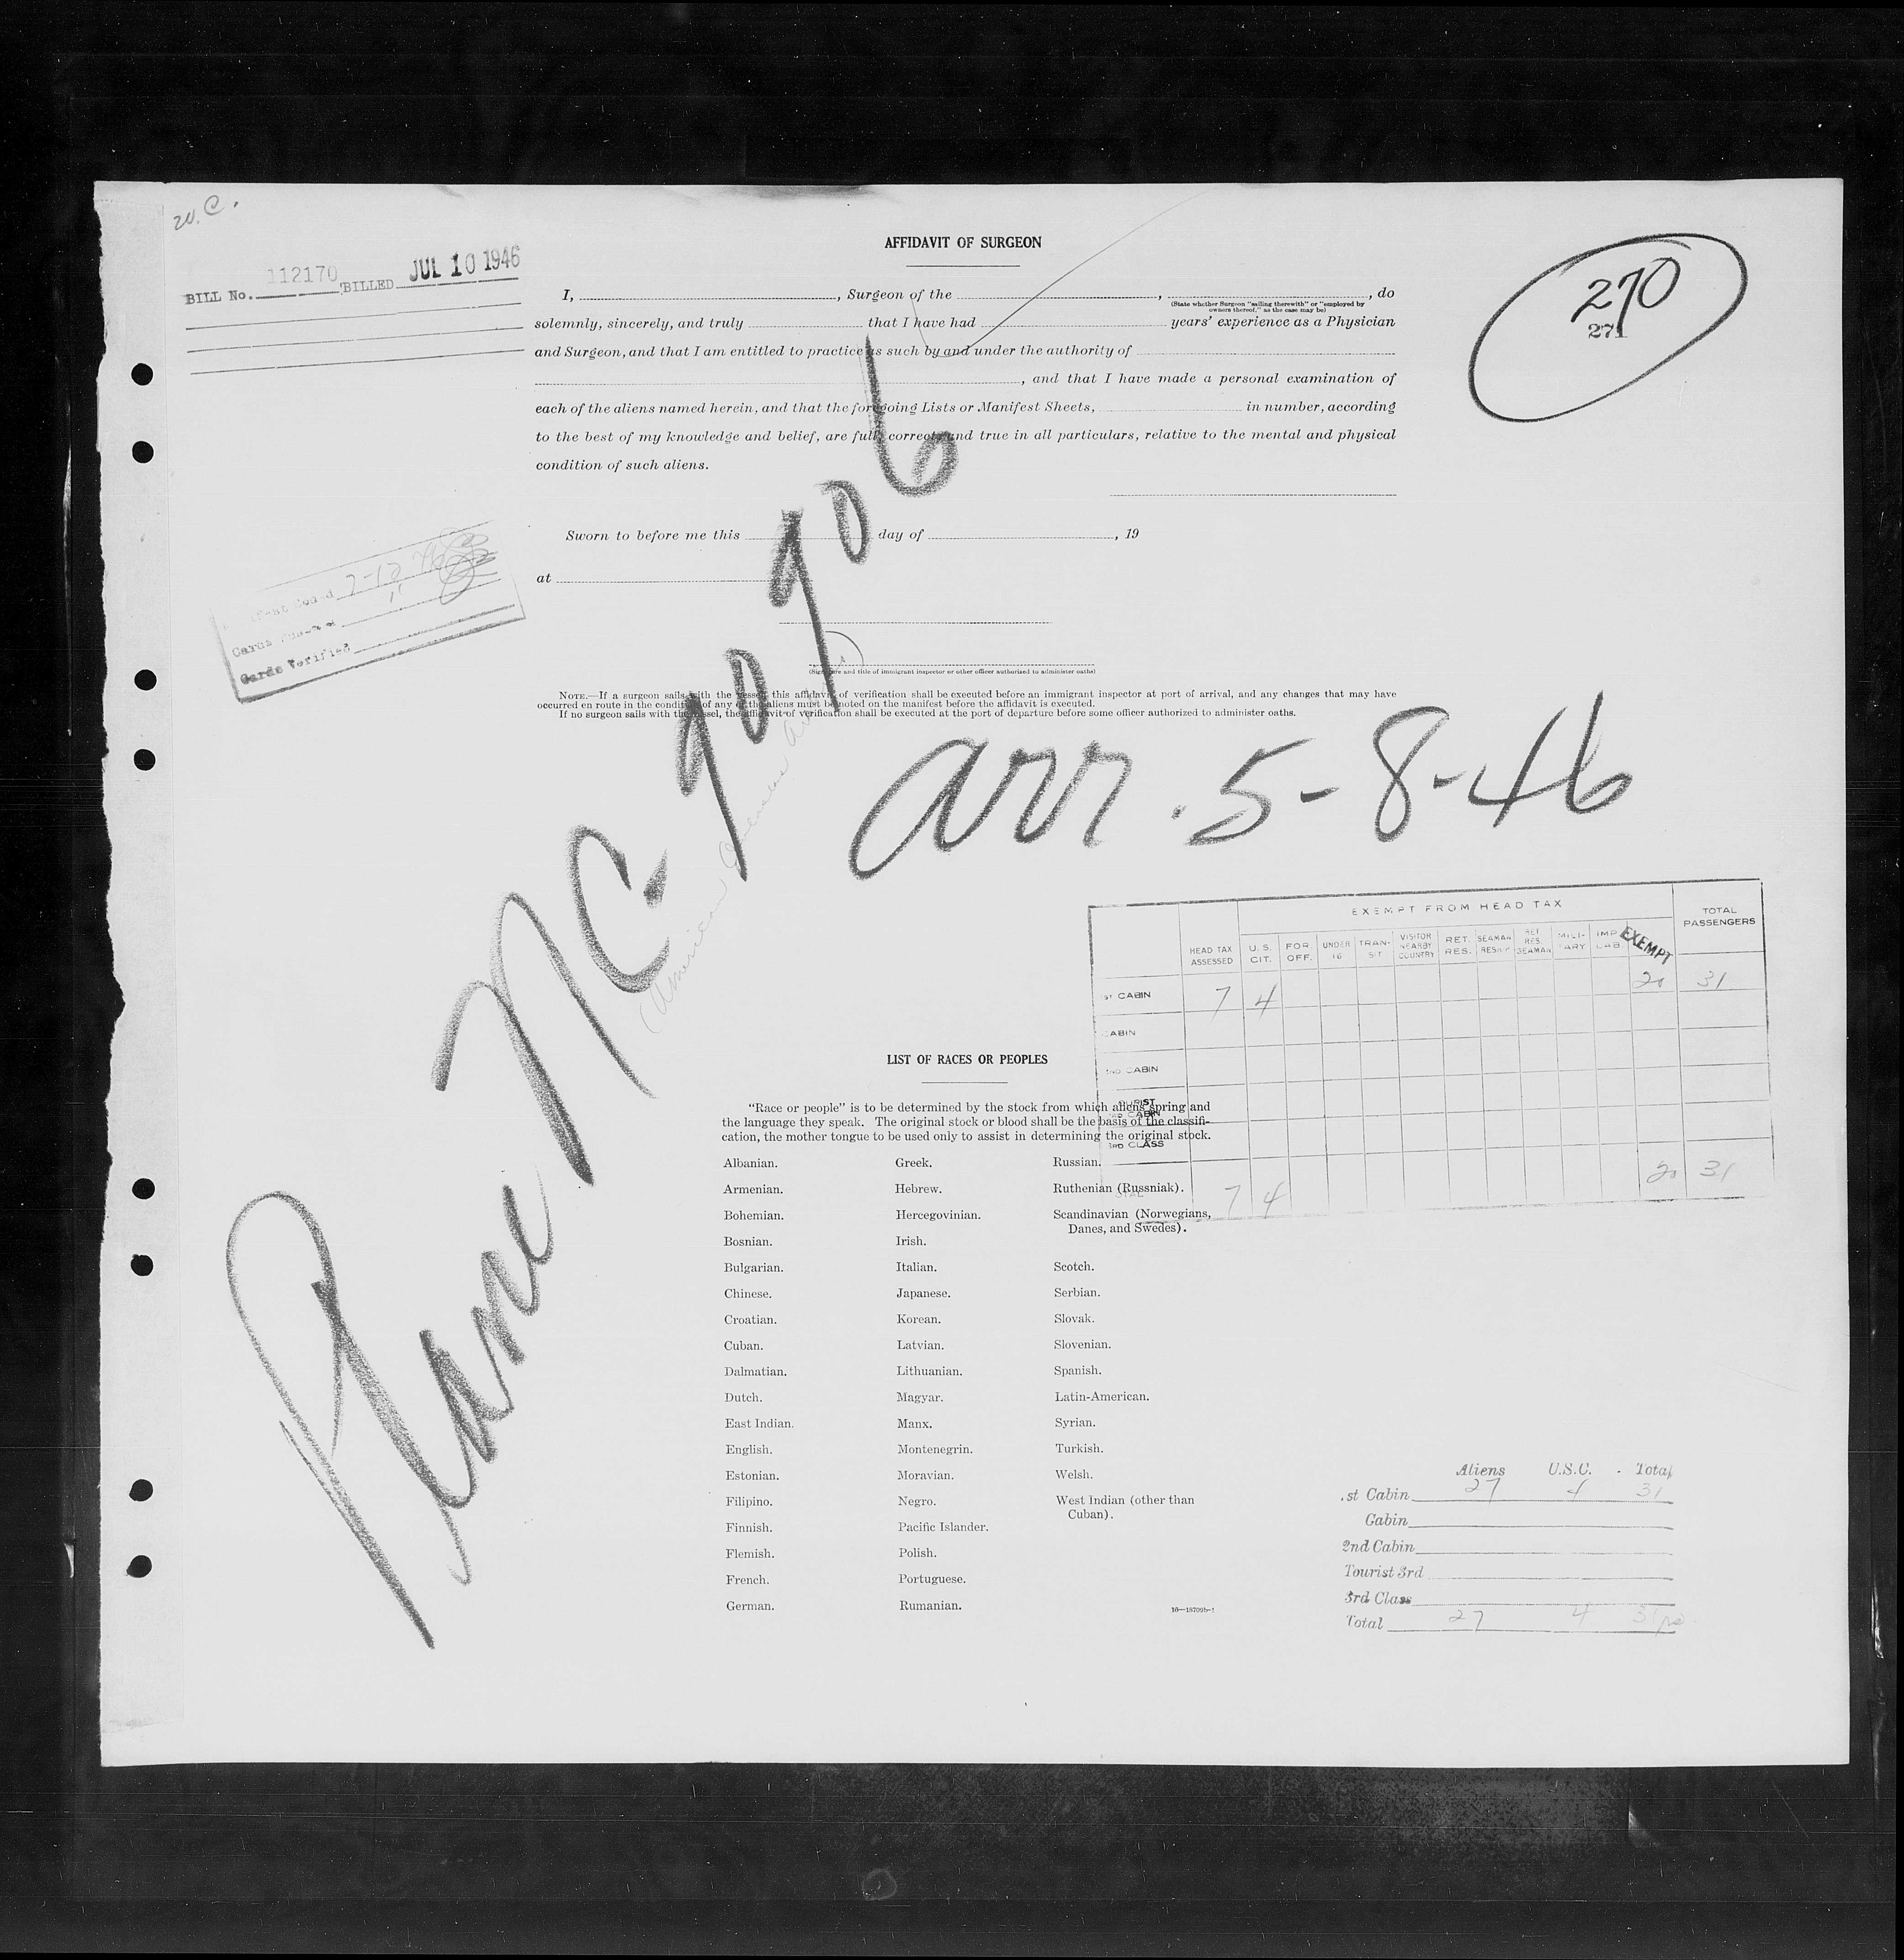 W.C.
BILL No. 112170 BILLED JUL 10 1946
270
271
AFFIDAVIT OF SURGEON
I, , Surgeon of the , , do
(State whether Surgeon "sailing therewith" or "employed by
owners thereof," as the case may be)
solemnly, sincerely, and truly that I have had years' experience as a Physician
and Surgeon, and that I am entitled to practice as such by and under the authority of
, and that I have made a personal examination of
each of the aliens named herein, and that the foregoing Lists or Manifest Sheets, in number, according
to the best of my knowledge and belief, are full, correct, and true in all particulars, relative to the mental and physical
condition of such aliens.
Sworn to before me this day of , 19
at
Cards Verified
(Signature and title of immigrant inspector or other officer authorized to administer oaths)
NOTE.—If a surgeon sails with the vessel, this affidavit of verification shall be executed before an immigrant inspector at port of arrival, and any changes that may have
occurred en route in the condition of any of the aliens must be noted on the manifest before the affidavit is executed.
If no surgeon sails with the vessel, the affidavit of verification shall be executed at the port of departure before some officer authorized to administer oaths.
Plane NC-90906
(American Overseas Airlines)
arr. 5-8-46
EXEMPT FROM HEAD TAX
HEAD TAX ASSESSED U.S. CIT. FOR. OFF. UNDER 16 TRAN-SIT VISITOR NEARBY COUNTRY RET. RES. SEAMAN RESHIP RET. RES. SEAMAN MILI-TARY IMP. LAB. EXEMPT TOTAL PASSENGERS
1ST CABIN 7 4 20 31
CABIN
2ND CABIN
TOURIST
3RD CABIN
3RD CLASS
TOTAL 7 4 20 31
LIST OF RACES OR PEOPLES
"Race or people" is to be determined by the stock from which aliens spring and
the language they speak. The original stock or blood shall be the basis of the classifi-
cation, the mother tongue to be used only to assist in determining the original stock.
Albanian.
Armenian.
Bohemian.
Bosnian.
Bulgarian.
Chinese.
Croatian.
Cuban.
Dalmatian.
Dutch.
East Indian.
English.
Estonian.
Filipino.
Finnish.
Flemish.
French.
German.
Greek.
Hebrew.
Hercegovinian.
Irish.
Italian.
Japanese.
Korean.
Latvian.
Lithuanian.
Magyar.
Manx.
Montenegrin.
Moravian.
Negro.
Pacific Islander.
Polish.
Portuguese.
Rumanian.
Russian.
Ruthenian (Russniak).
Scandinavian (Norwegians,
Danes, and Swedes).
Scotch.
Serbian.
Slovak.
Slovenian.
Spanish.
Latin-American.
Syrian.
Turkish.
Welsh.
West Indian (other than
Cuban).
16—18709b-1
Aliens U.S.C. Total
1st Cabin 27 4 31
Cabin
2nd Cabin
Tourist 3rd
3rd Class
Total 27 4 31